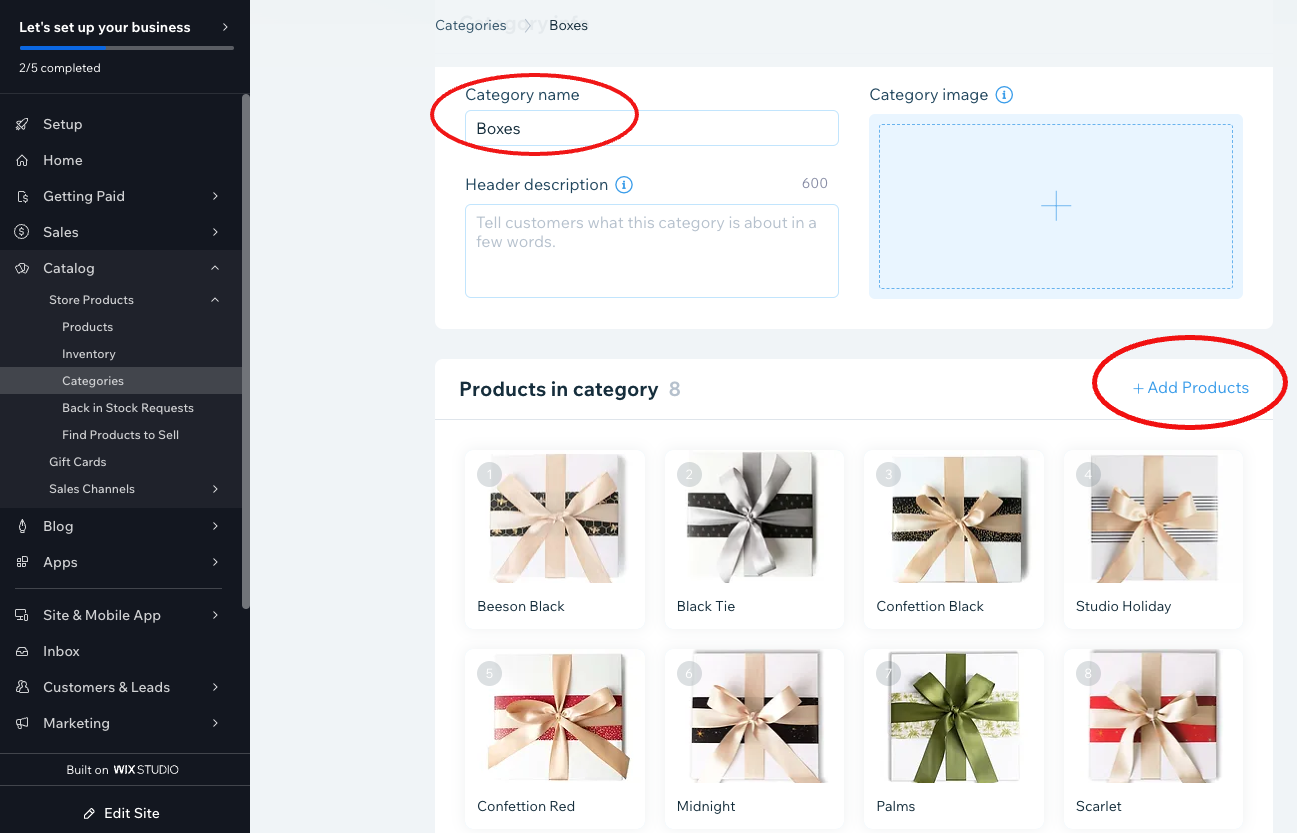 Let's set up your business
2/5 completed
Setup
Home
Getting Paid
Sales
Catalog
Store Products
Products
Inventory
Categories
Back in Stock Requests
Find Products to Sell
Gift Cards
Sales Channels
Blog
Apps
Site & Mobile App
Inbox
Customers & Leads
Marketing
Built on WIX STUDIO
Edit Site
Categories > Boxes
Category name
Boxes
Header description 600
Tell customers what this category is about in a
few words.
Category image
Products in category 8
+ Add Products
1
Beeson Black
2
Black Tie
3
Confettion Black
4
Studio Holiday
5
Confettion Red
6
Midnight
7
Palms
8
Scarlet